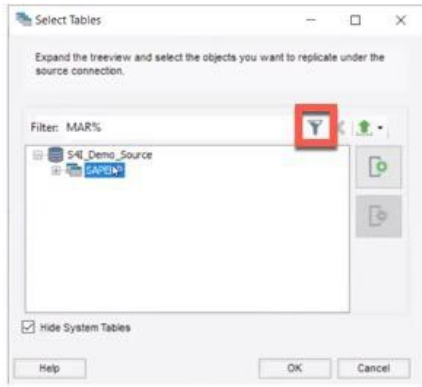 Select Tables
Expand the treeview and select the objects you want to replicate under the
source connection.
Filter: MAR%
S4I_Demo_Source
Hide System Tables
Help
OK
Cancel